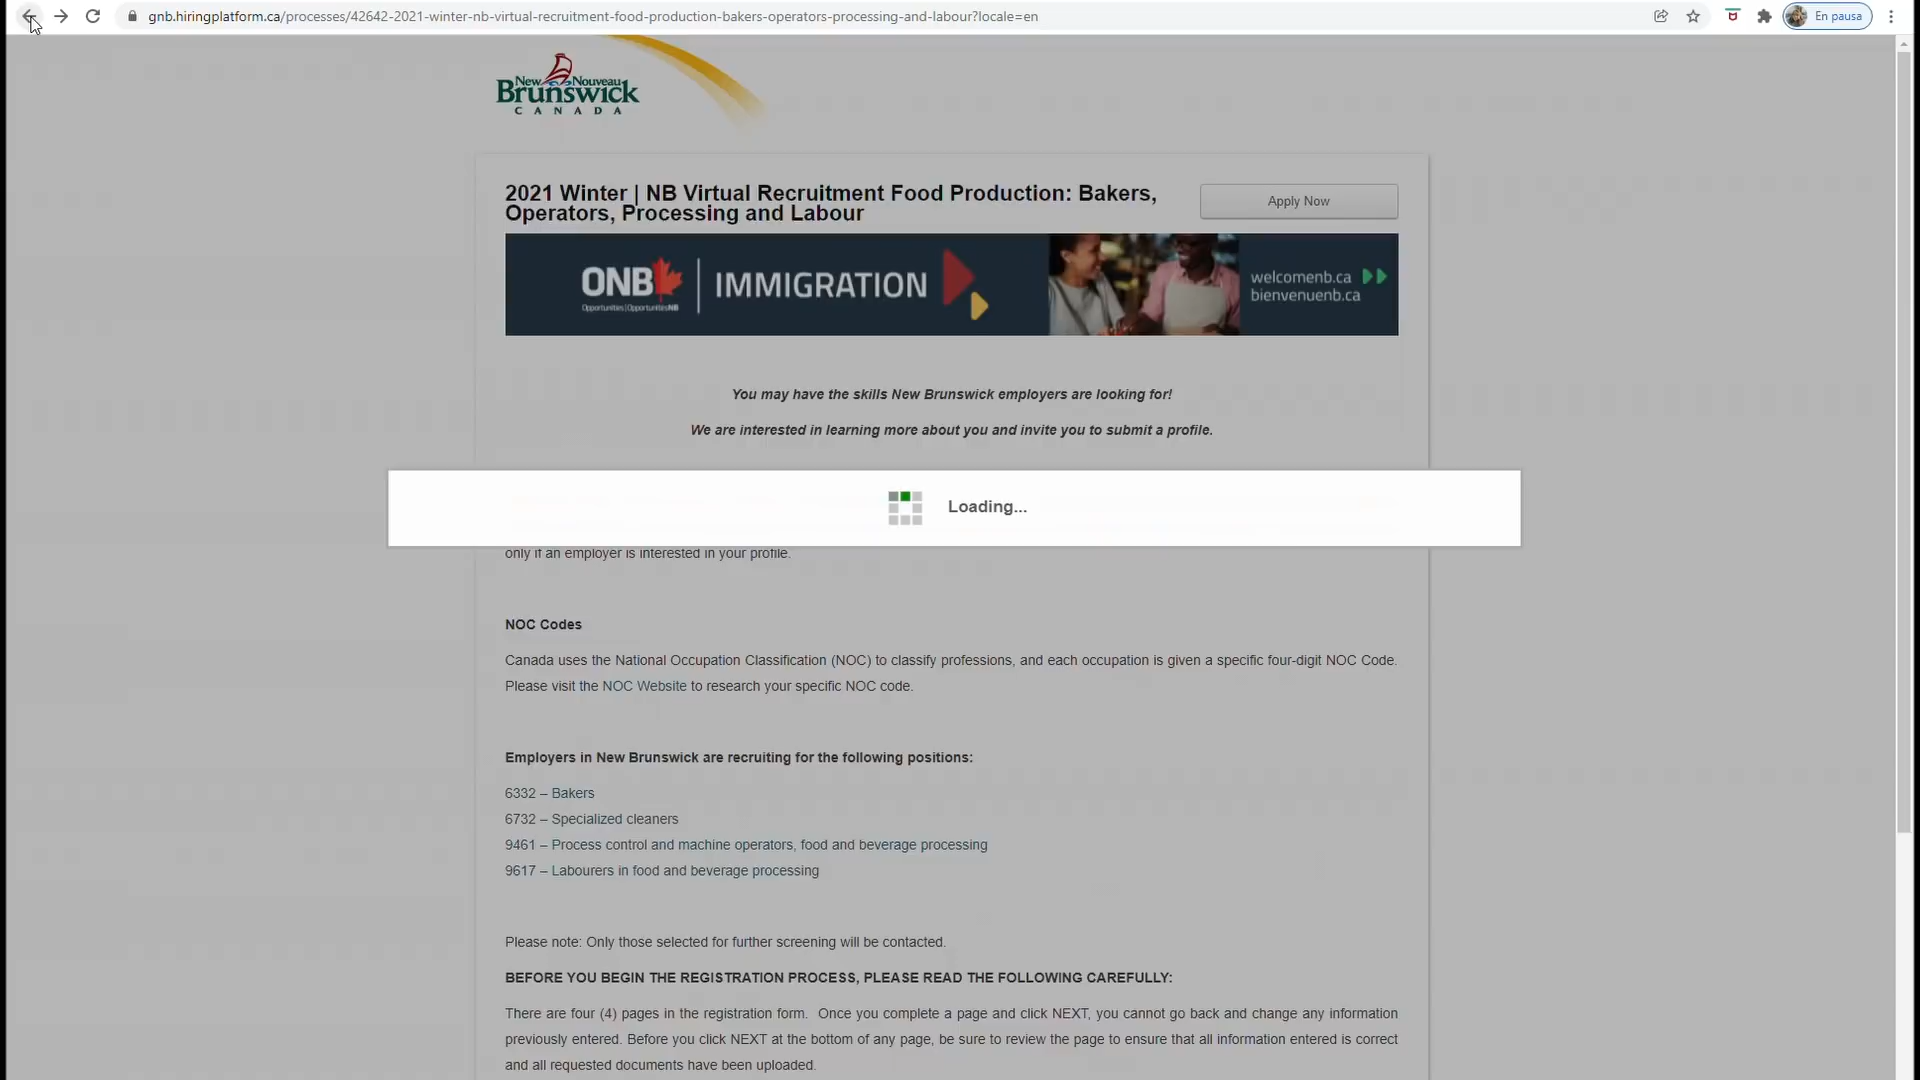 gnb.hiringplatform.ca/processes/42642-2021-winter-nb-virtual-recruitment-food-production-bakers-operators-processing-and-labour?locale=en
En pausa
New Nouveau
Brunswick
CANADA
2021 Winter | NB Virtual Recruitment Food Production: Bakers,
Operators, Processing and Labour
Apply Now
ONB
Opportunities|OpportunitésNB
IMMIGRATION
welcomenb.ca
bienvenuenb.ca
You may have the skills New Brunswick employers are looking for!
We are interested in learning more about you and invite you to submit a profile.
Loading...
only if an employer is interested in your profile.
NOC Codes
Canada uses the National Occupation Classification (NOC) to classify professions, and each occupation is given a specific four-digit NOC Code.
Please visit the NOC Website to research your specific NOC code.
Employers in New Brunswick are recruiting for the following positions:
6332 – Bakers
6732 – Specialized cleaners
9461 – Process control and machine operators, food and beverage processing
9617 – Labourers in food and beverage processing
Please note: Only those selected for further screening will be contacted.
BEFORE YOU BEGIN THE REGISTRATION PROCESS, PLEASE READ THE FOLLOWING CAREFULLY:
There are four (4) pages in the registration form. Once you complete a page and click NEXT, you cannot go back and change any information
previously entered. Before you click NEXT at the bottom of any page, be sure to review the page to ensure that all information entered is correct
and all requested documents have been uploaded.